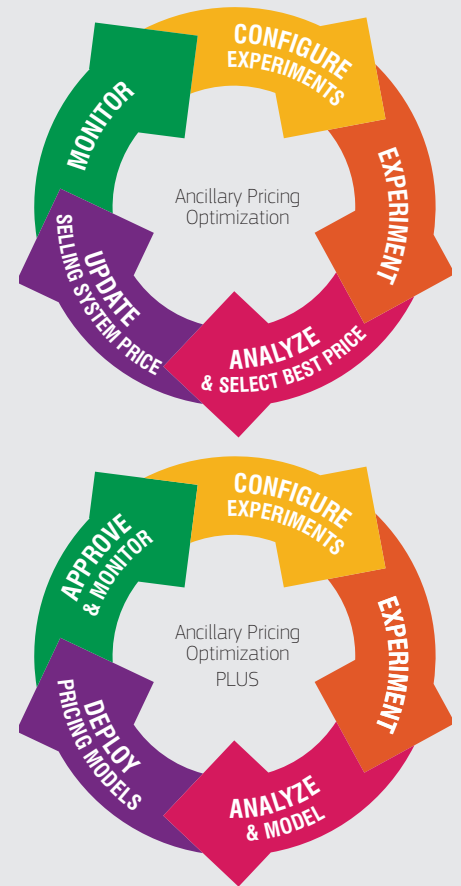 CONFIGURE
EXPERIMENTS
EXPERIMENT
ANALYZE
& SELECT BEST PRICE
UPDATE
SELLING SYSTEM PRICE
MONITOR
Ancillary Pricing
Optimization
CONFIGURE
EXPERIMENTS
EXPERIMENT
ANALYZE
& MODEL
DEPLOY
PRICING MODELS
APPROVE
& MONITOR
Ancillary Pricing
Optimization
PLUS